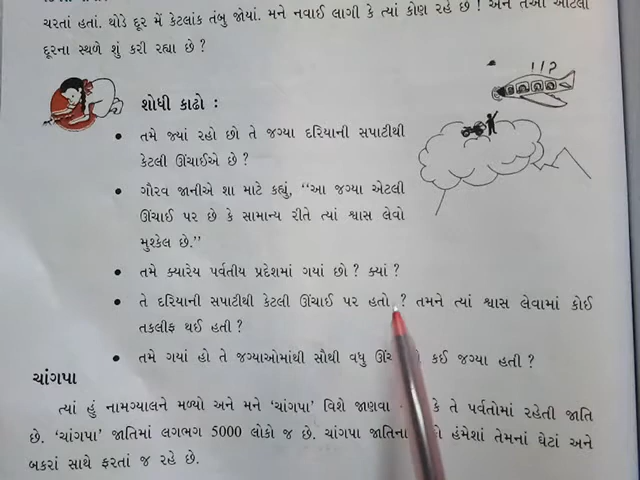 ચરતાં હતાં. થોડે દૂર મેં કેટલાંક તંબુ જોયાં. મને નવાઈ લાગી કે ત્યાં કોણ રહે છે ! અને તેઓ આટલા
દૂરના સ્થળે શું કરી રહ્યા છે ?
શોધી કાઢો :
• તમે જ્યાં રહો છો તે જગ્યા દરિયાની સપાટીથી
કેટલી ઊંચાઈએ છે ?
• ગૌરવ જાનીએ શા માટે કહ્યું, “આ જગ્યા એટલી
ઊંચાઈ પર છે કે સામાન્ય રીતે ત્યાં શ્વાસ લેવો
મુશ્કેલ છે.”
• તમે ક્યારેય પર્વતીય પ્રદેશમાં ગયાં છો ? ક્યાં ?
• તે દરિયાની સપાટીથી કેટલી ઊંચાઈ પર હતો ? તમને ત્યાં શ્વાસ લેવામાં કોઈ
તકલીફ થઈ હતી ?
• તમે ગયાં હો તે જગ્યાઓમાંથી સૌથી વધુ કઈ જગ્યા હતી ?
ચાંગપા
ત્યાં હું નામગ્યાલને મળ્યો અને મને ‘ચાંગપા’ વિશે જાણવા કે તે પર્વતોમાં રહેતી જાતિ
છે. ‘ચાંગપા’ જાતિમાં લગભગ 5000 લોકો જ છે. ચાંગપા જાતિના હંમેશાં તેમનાં ઘેટાં અને
બકરાં સાથે ફરતાં જ રહે છે.